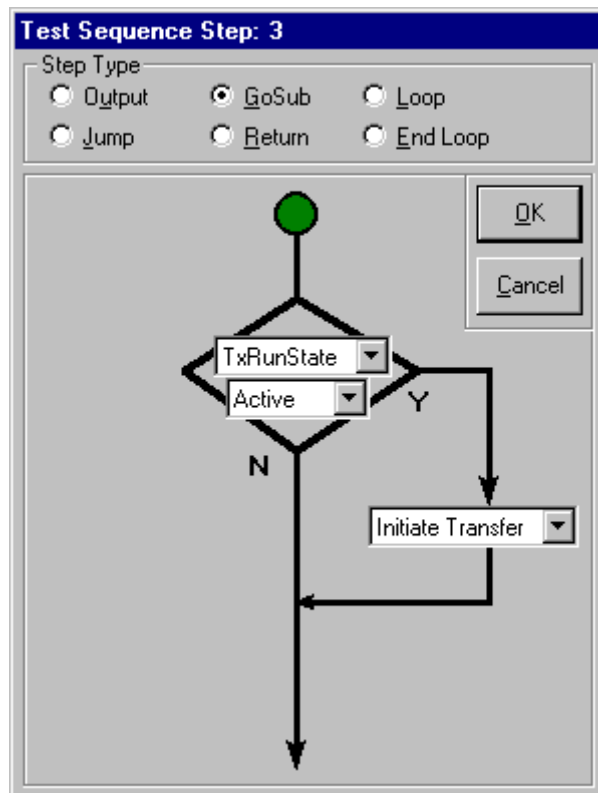 Test Sequence Step: 3
Step Type
Output GoSub Loop
Jump Return End Loop
OK
Cancel
TxRunState
Active
Y
N
Initiate Transfer